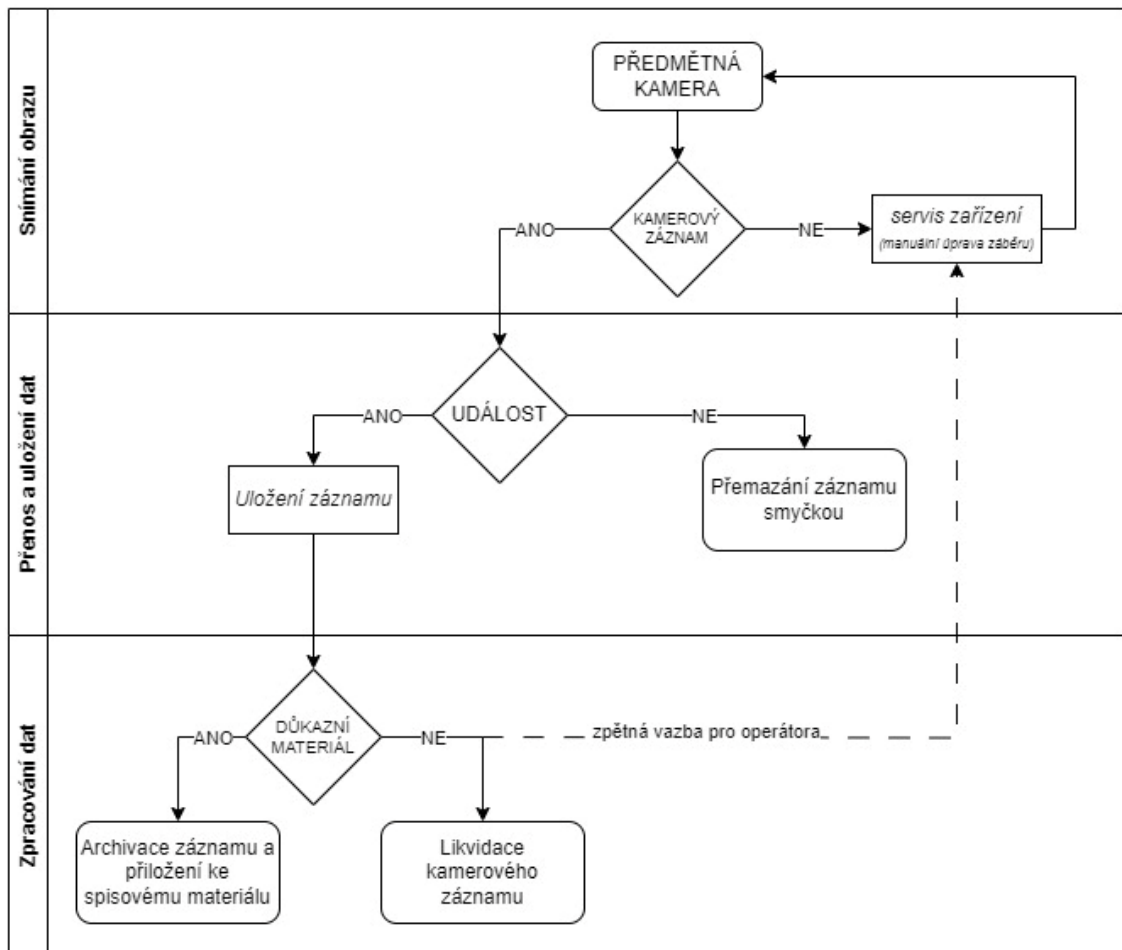 Snímání obrazu
PŘEDMĚTNÁ
KAMERA
KAMEROVÝ
ZÁZNAM
ANO
NE
servis zařízení
(manuální úprava záběru)
Přenos a uložení dat
UDÁLOST
ANO
NE
Uložení záznamu
Přemazání záznamu
smyčkou
Zpracování dat
DŮKAZNÍ
MATERIÁL
ANO
NE
zpětná vazba pro operátora
Archivace záznamu a
přiložení ke
spisovému materiálu
Likvidace
kamerového
záznamu